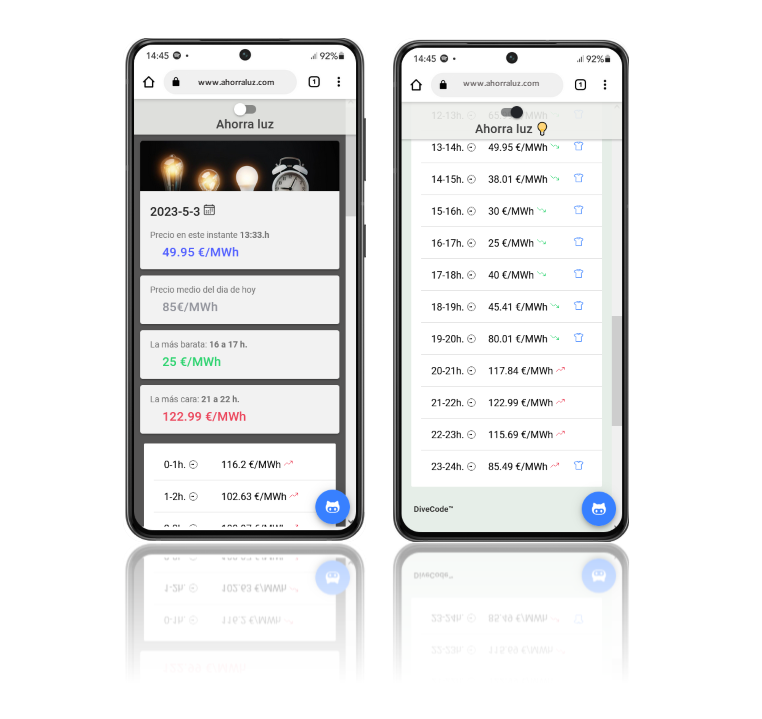 14:45
92%
www.ahorraluz.com
1
Ahorra luz
2023-5-3
Precio en este instante 13:33.h
49.95 €/MWh
Precio medio del dia de hoy
85€/MWh
La más barata: 16 a 17 h.
25 €/MWh
La más cara: 21 a 22 h.
122.99 €/MWh
0-1h. 116.2 €/MWh
1-2h. 102.63 €/MWh
14:45
92%
www.ahorraluz.com
1
12-13h.
Ahorra luz
13-14h. 49.95 €/MWh
14-15h. 38.01 €/MWh
15-16h. 30 €/MWh
16-17h. 25 €/MWh
17-18h. 40 €/MWh
18-19h. 45.41 €/MWh
19-20h. 80.01 €/MWh
20-21h. 117.84 €/MWh
21-22h. 122.99 €/MWh
22-23h. 115.69 €/MWh
23-24h. 85.49 €/MWh
DiveCode™